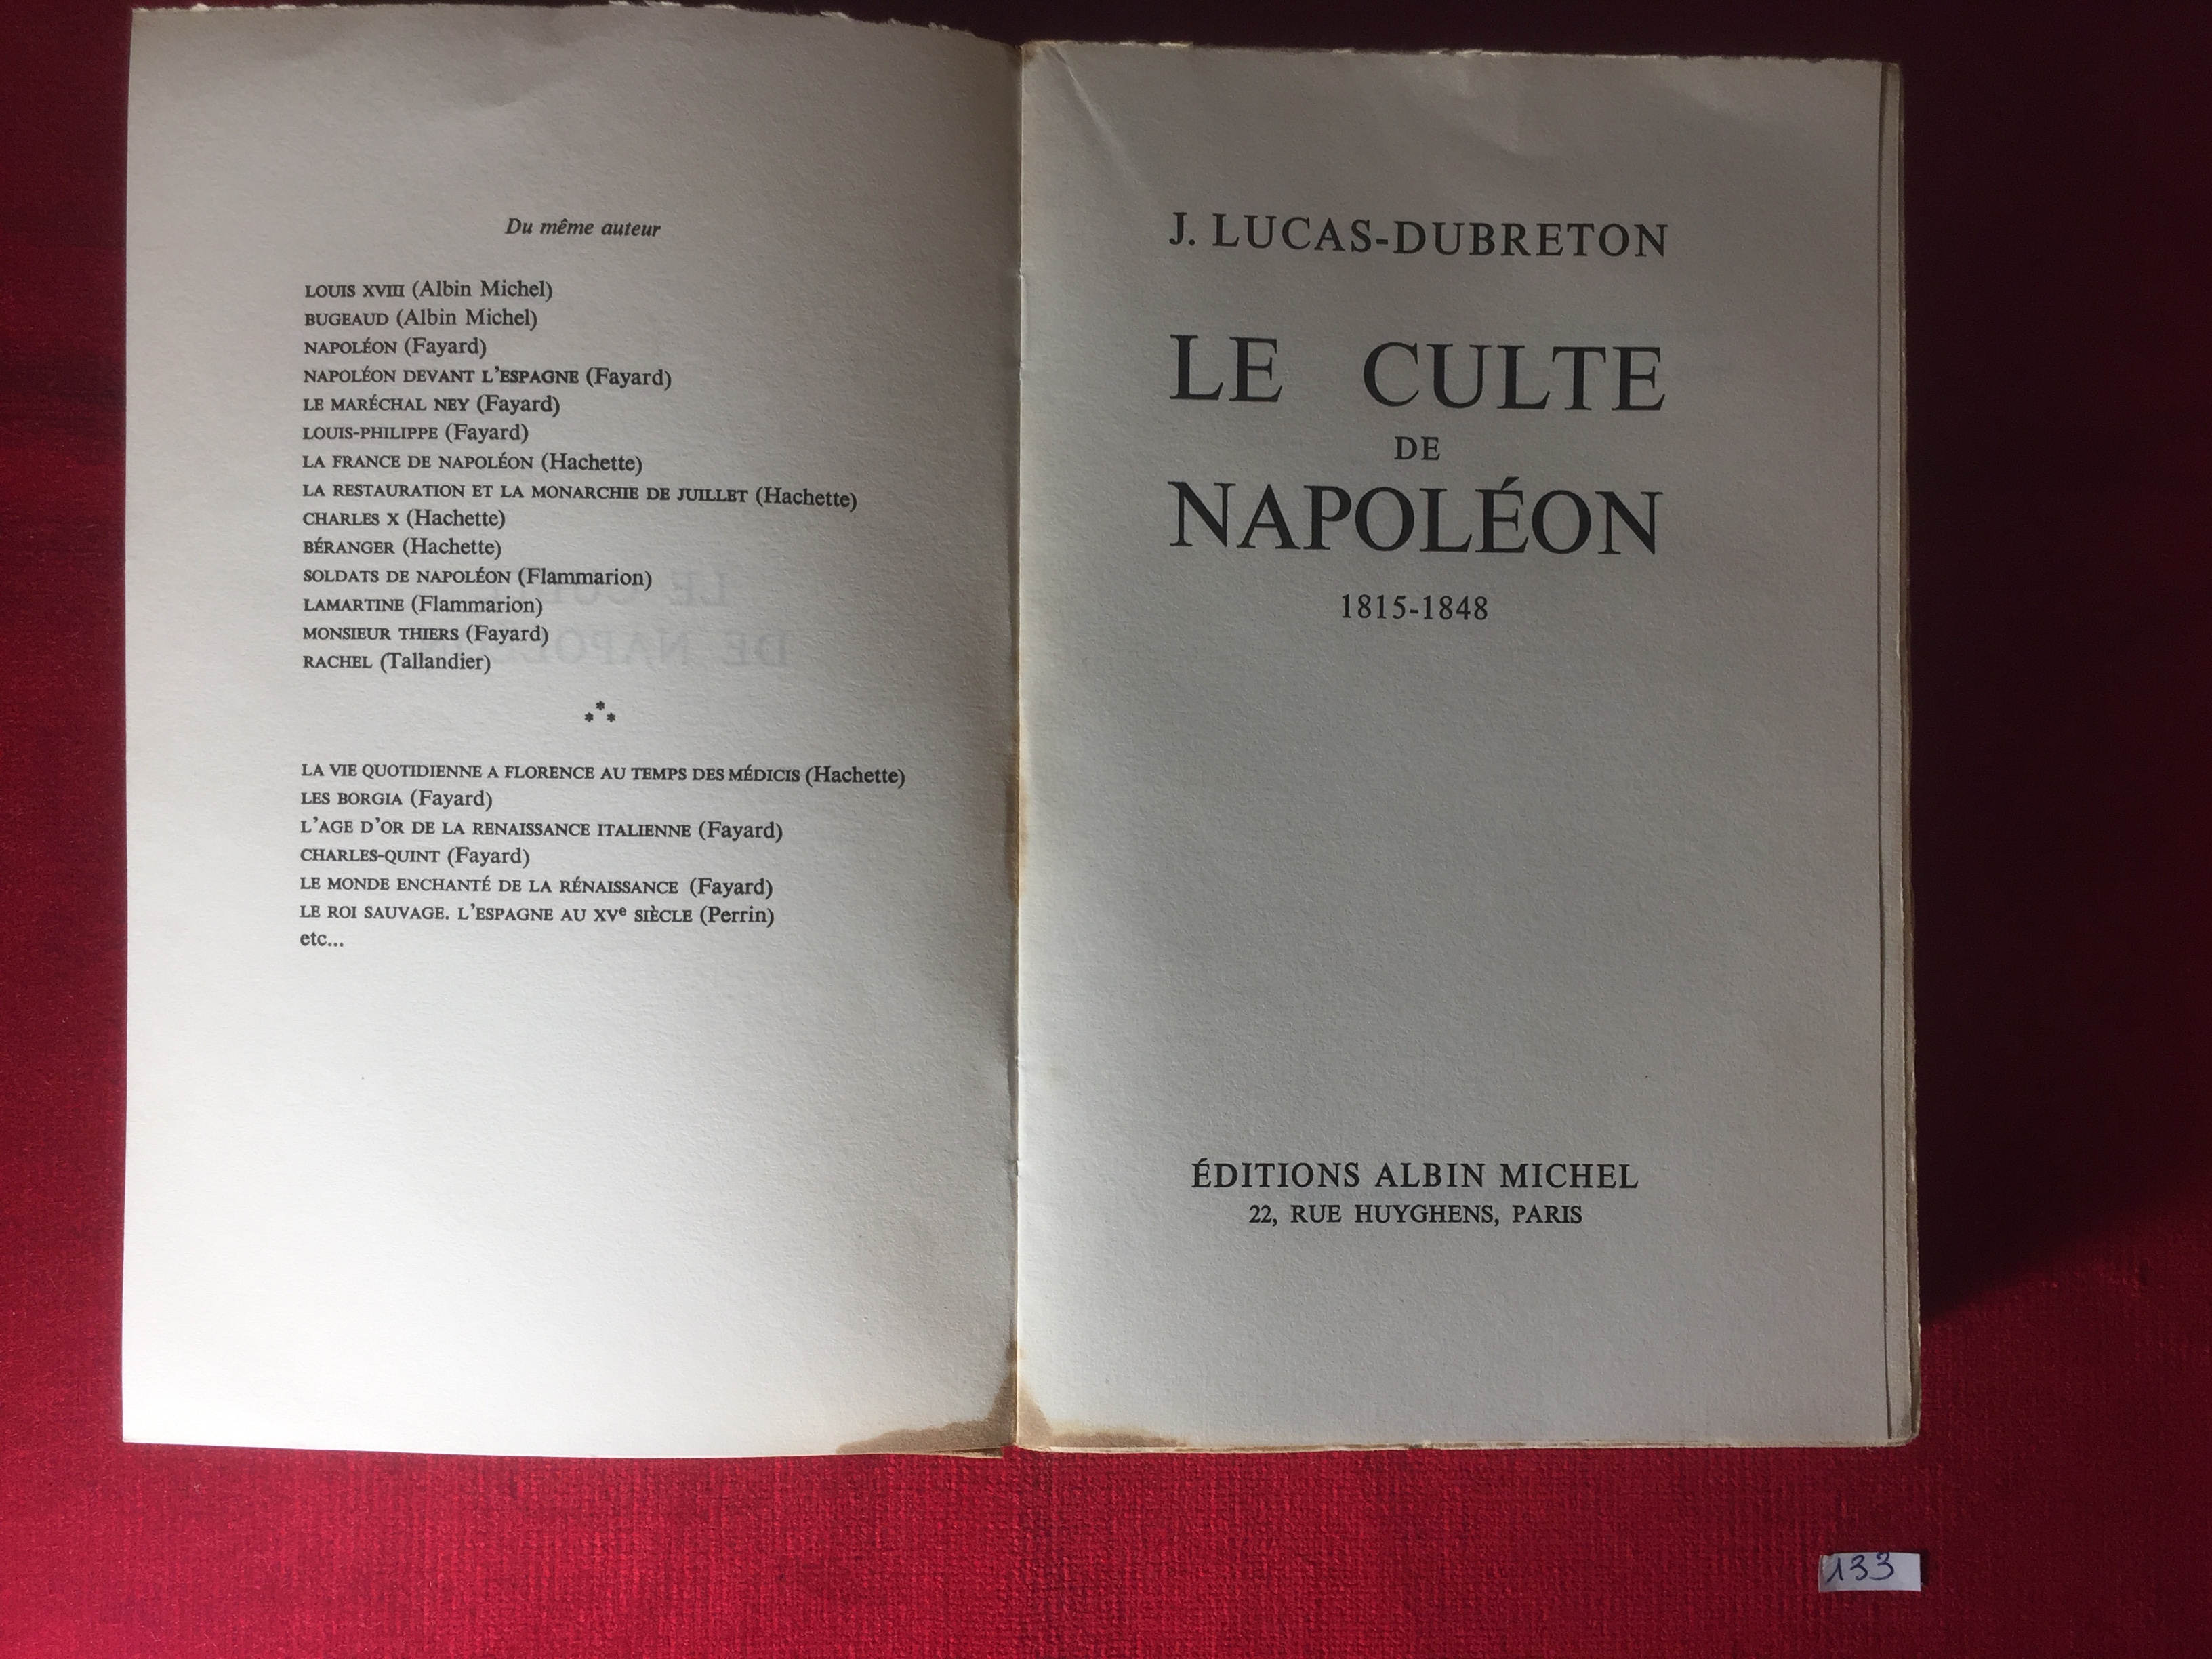 Du même auteur
LOUIS XVIII (Albin Michel)
BUGEAUD (Albin Michel)
NAPOLÉON (Fayard)
NAPOLÉON DEVANT L'ESPAGNE (Fayard)
LE MARÉCHAL NEY (Fayard)
LOUIS-PHILIPPE (Fayard)
LA FRANCE DE NAPOLÉON (Hachette)
LA RESTAURATION ET LA MONARCHIE DE JUILLET (Hachette)
CHARLES X (Hachette)
BÉRANGER (Hachette)
SOLDATS DE NAPOLÉON (Flammarion)
LAMARTINE (Flammarion)
MONSIEUR THIERS (Fayard)
RACHEL (Tallandier)
LA VIE QUOTIDIENNE A FLORENCE AU TEMPS DES MÉDICIS (Hachette)
LES BORGIA (Fayard)
L'AGE D'OR DE LA RENAISSANCE ITALIENNE (Fayard)
CHARLES-QUINT (Fayard)
LE MONDE ENCHANTÉ DE LA RÉNAISSANCE (Fayard)
LE ROI SAUVAGE. L'ESPAGNE AU XVe SIÈCLE (Perrin)
etc...
J. LUCAS-DUBRETON
LE CULTE
DE
NAPOLÉON
1815-1848
ÉDITIONS ALBIN MICHEL
22, RUE HUYGHENS, PARIS
133